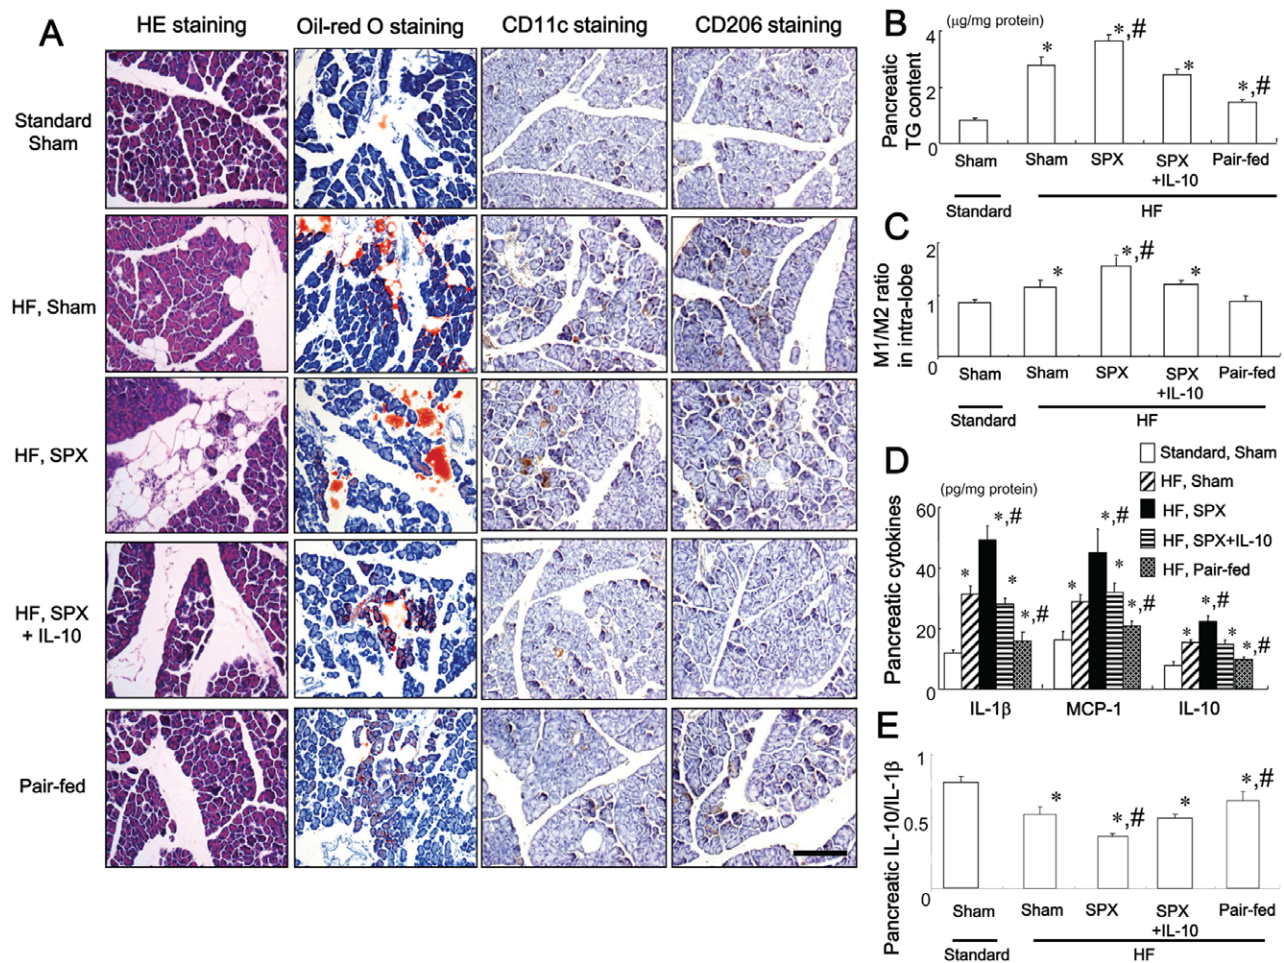 A
HE staining
Oil-red O staining
CD11c staining
CD206 staining
Standard
Sham
HF, Sham
HF, SPX
HF, SPX
+ IL-10
Pair-fed
B
(μg/mg protein)
Pancreatic
TG content
4
2
0
*
*,#
*
*,#
Sham
Sham
SPX
SPX
+IL-10
Pair-fed
Standard
HF
C
M1/M2 ratio
in intra-lobe
2
1
0
*
*,#
*
Sham
Sham
SPX
SPX
+IL-10
Pair-fed
Standard
HF
D
(pg/mg protein)
Pancreatic cytokines
60
40
20
0
Standard, Sham
HF, Sham
HF, SPX
HF, SPX+IL-10
HF, Pair-fed
*
*,#
*
*,#
*
*,#
*
*,#
*
*,#
*
*,#
IL-1β
MCP-1
IL-10
E
Pancreatic IL-10/IL-1β
1
0.5
0
*
*,#
*
*,#
Sham
Sham
SPX
SPX
+IL-10
Pair-fed
Standard
HF